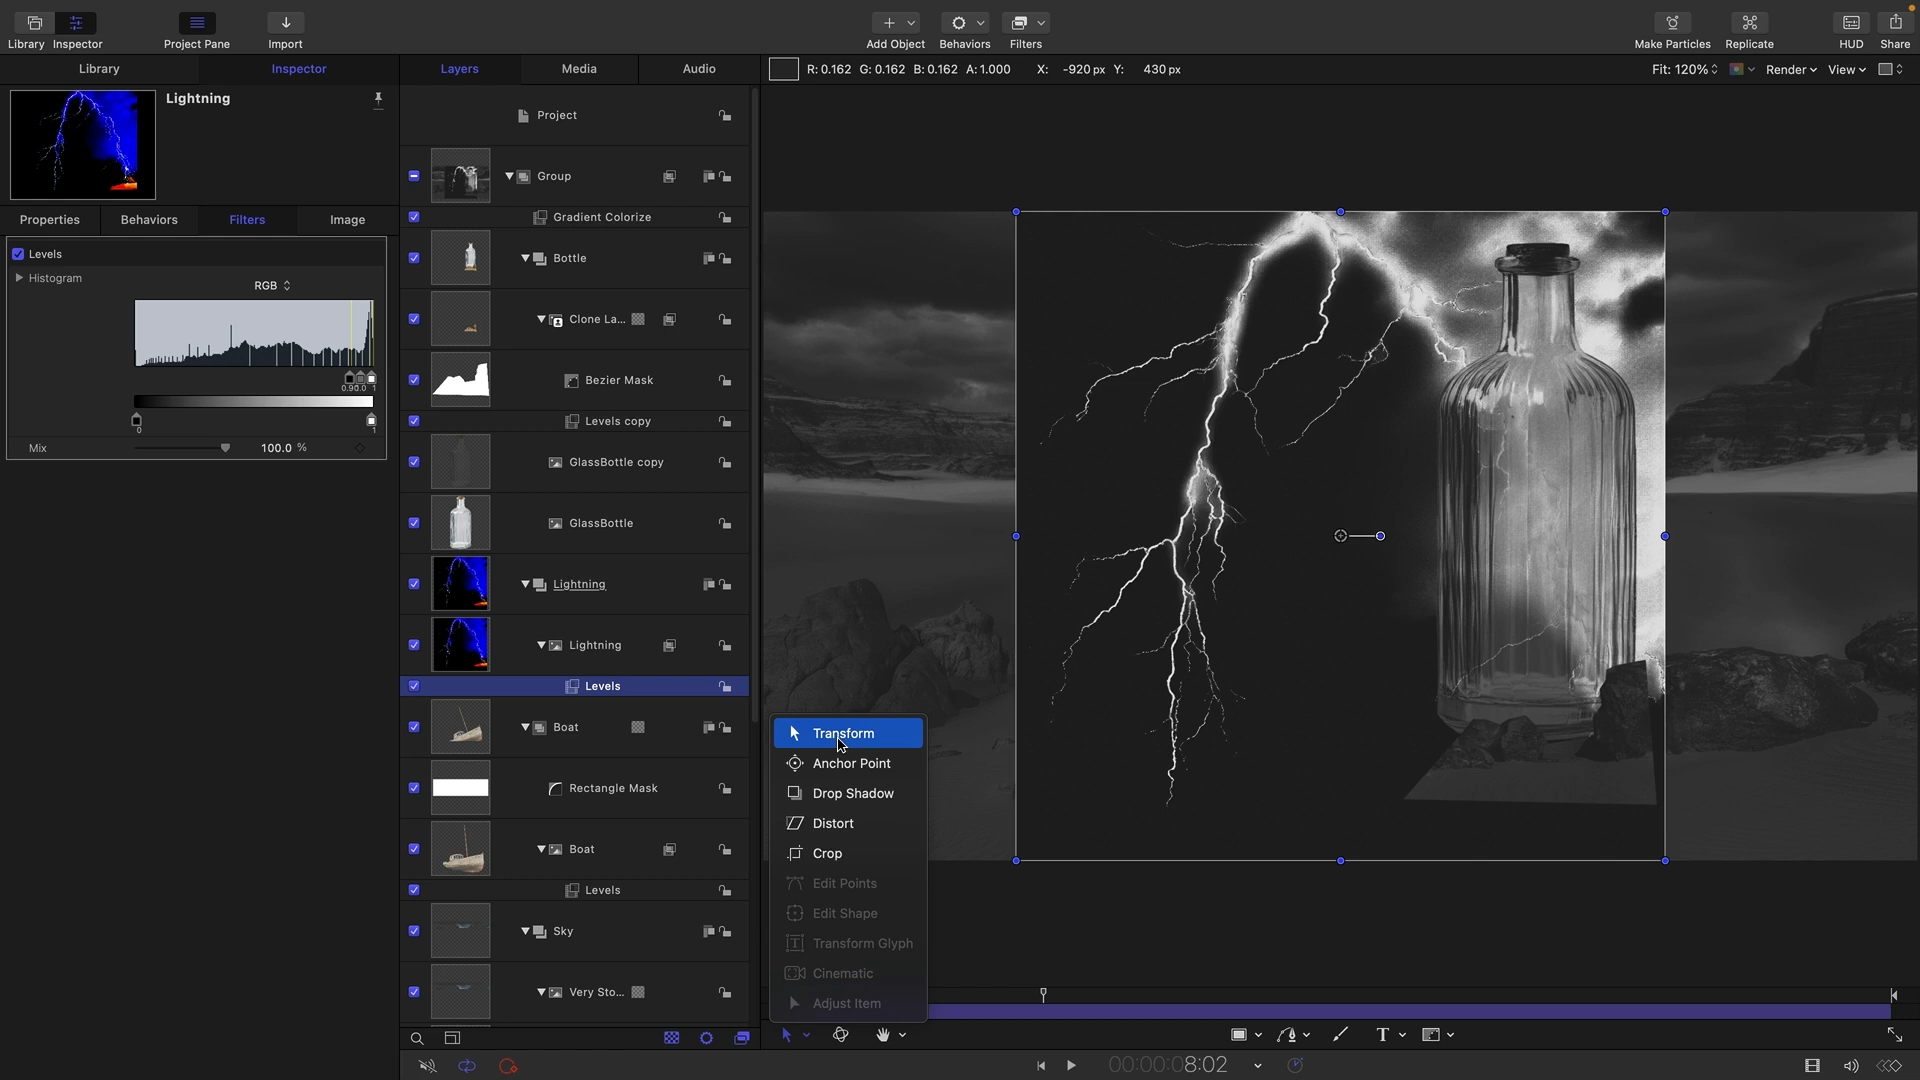 Library
Inspector
Project Pane
Import
Add Object
Behaviors
Filters
Make Particles
Replicate
HUD
Share
Library
Inspector
Layers
Media
Audio
R: 0.162 G: 0.162 B: 0.162 A: 1.000 X: -920 px Y: 430 px
Fit: 120%
Render
View
Lightning
Properties
Behaviors
Filters
Image
Levels
Histogram
RGB
1
0
1
Mix
100.0 %
Project
Group
Gradient Colorize
Bottle
Clone La...
Bezier Mask
Levels copy
GlassBottle copy
GlassBottle
Lightning
Lightning
Levels
Boat
Rectangle Mask
Boat
Levels
Sky
Very Sto...
Transform
Anchor Point
Drop Shadow
Distort
Crop
Edit Points
Edit Shape
Transform Glyph
Cinematic
Adjust Item
T
00:00:08:02